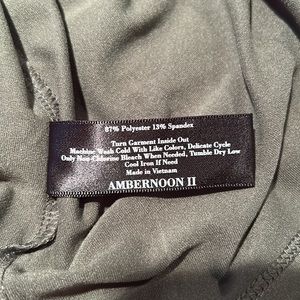 87% Polyester 13% Spandex
Turn Garment Inside Out
Machine Wash Cold With Like Colors, Delicate Cycle
Only Non-Chlorine Bleach When Needed, Tumble Dry Low
Cool Iron If Need
Made in Vietnam
AMBERNOON II